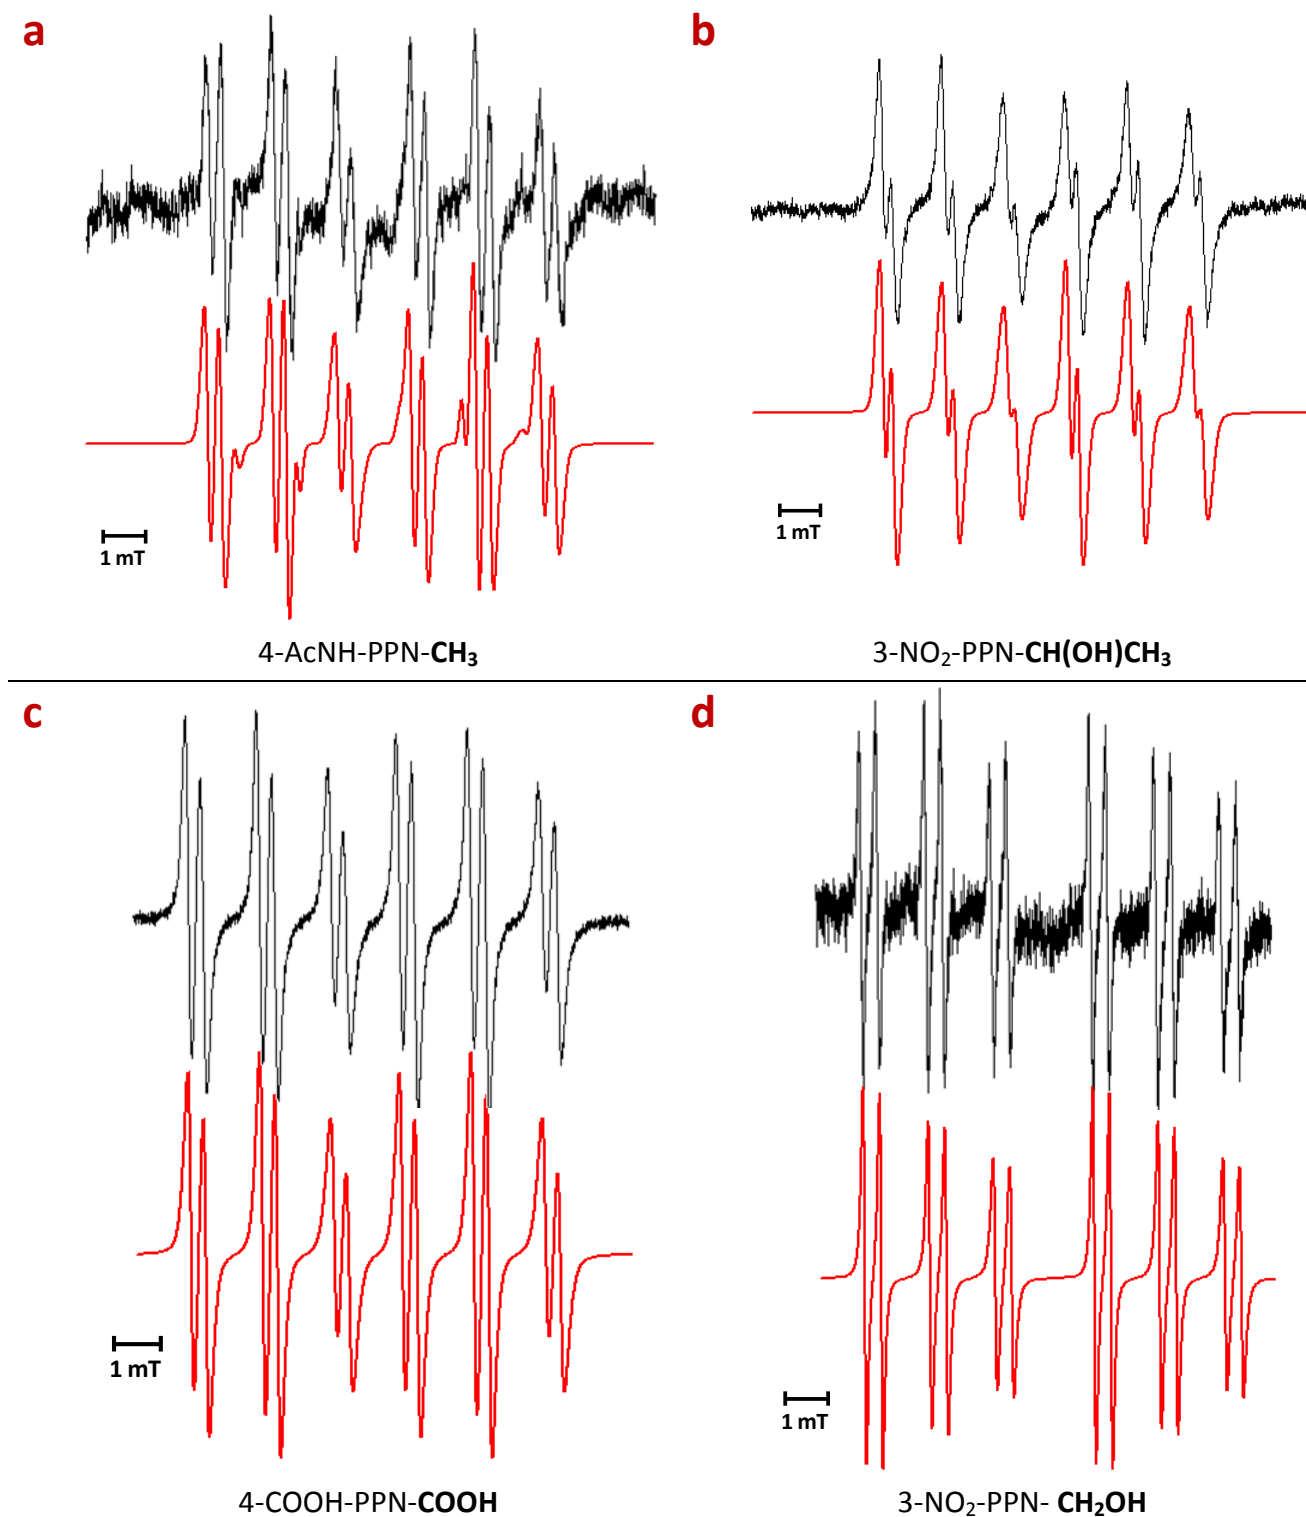 a
b
1 mT
1 mT
4-AcNH-PPN-CH₃
3-NO₂-PPN-CH(OH)CH₃
c
d
1 mT
1 mT
4-COOH-PPN-COOH
3-NO₂-PPN- CH₂OH